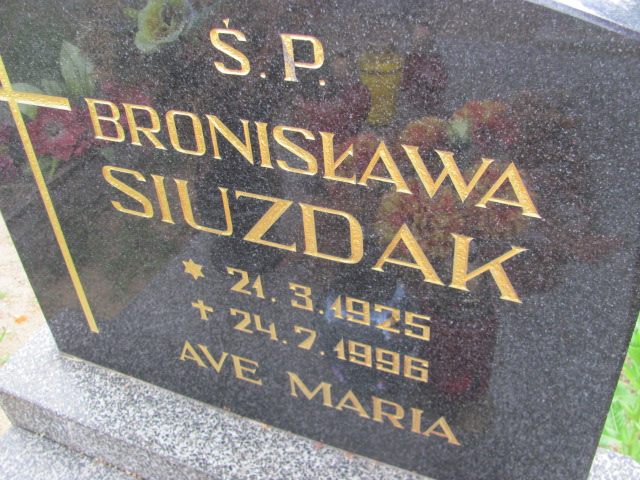 Ś.P.
BRONISŁAWA
SIUZDAK
* 21.3.1925
✝ 24.7.1996
AVE MARIA